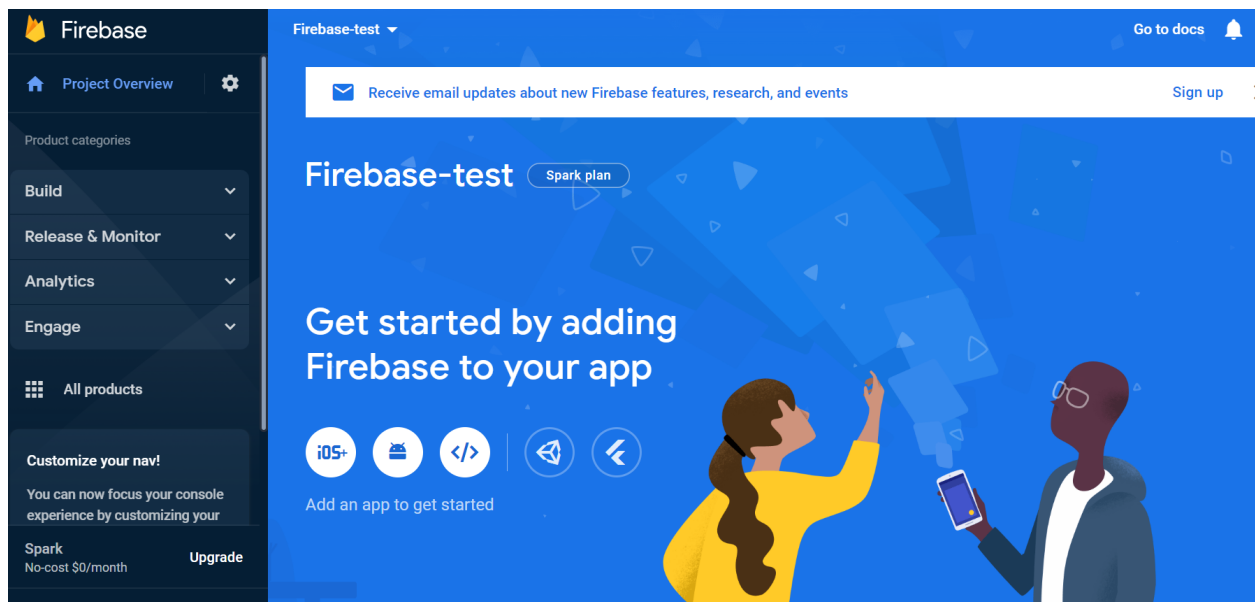 Firebase
Project Overview
Product categories
Build
Release & Monitor
Analytics
Engage
All products
Customize your nav!
You can now focus your console
experience by customizing your
Spark
No-cost $0/month
Upgrade
Firebase-test
Go to docs
Receive email updates about new Firebase features, research, and events
Sign up
Firebase-test
Spark plan
Get started by adding
Firebase to your app
iOS+
</>
Add an app to get started